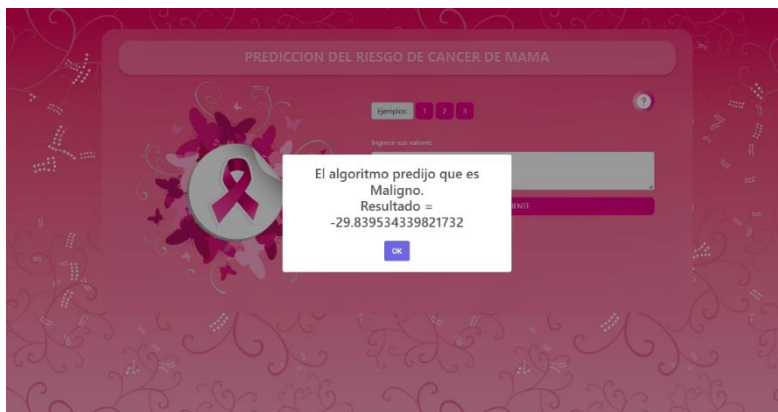 PREDICCION DEL RIESGO DE CANCER DE MAMA
Ejemplos: 1 2 3
?
Ingrese sus valores:
El algoritmo predijo que es
Maligno.
Resultado =
-29.839534339821732
OK